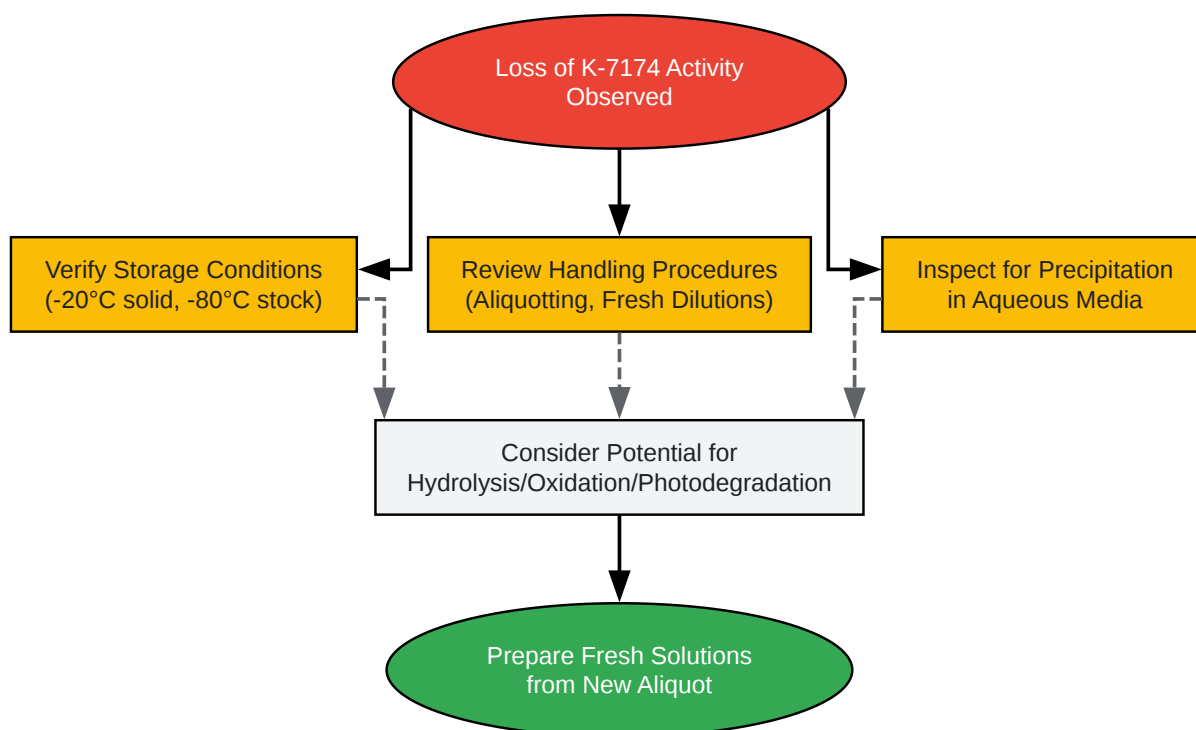 Loss of K-7174 Activity
Observed
Verify Storage Conditions
(-20°C solid, -80°C stock)
Review Handling Procedures
(Aliquotting, Fresh Dilutions)
Inspect for Precipitation
in Aqueous Media
Consider Potential for
Hydrolysis/Oxidation/Photodegradation
Prepare Fresh Solutions
from New Aliquot